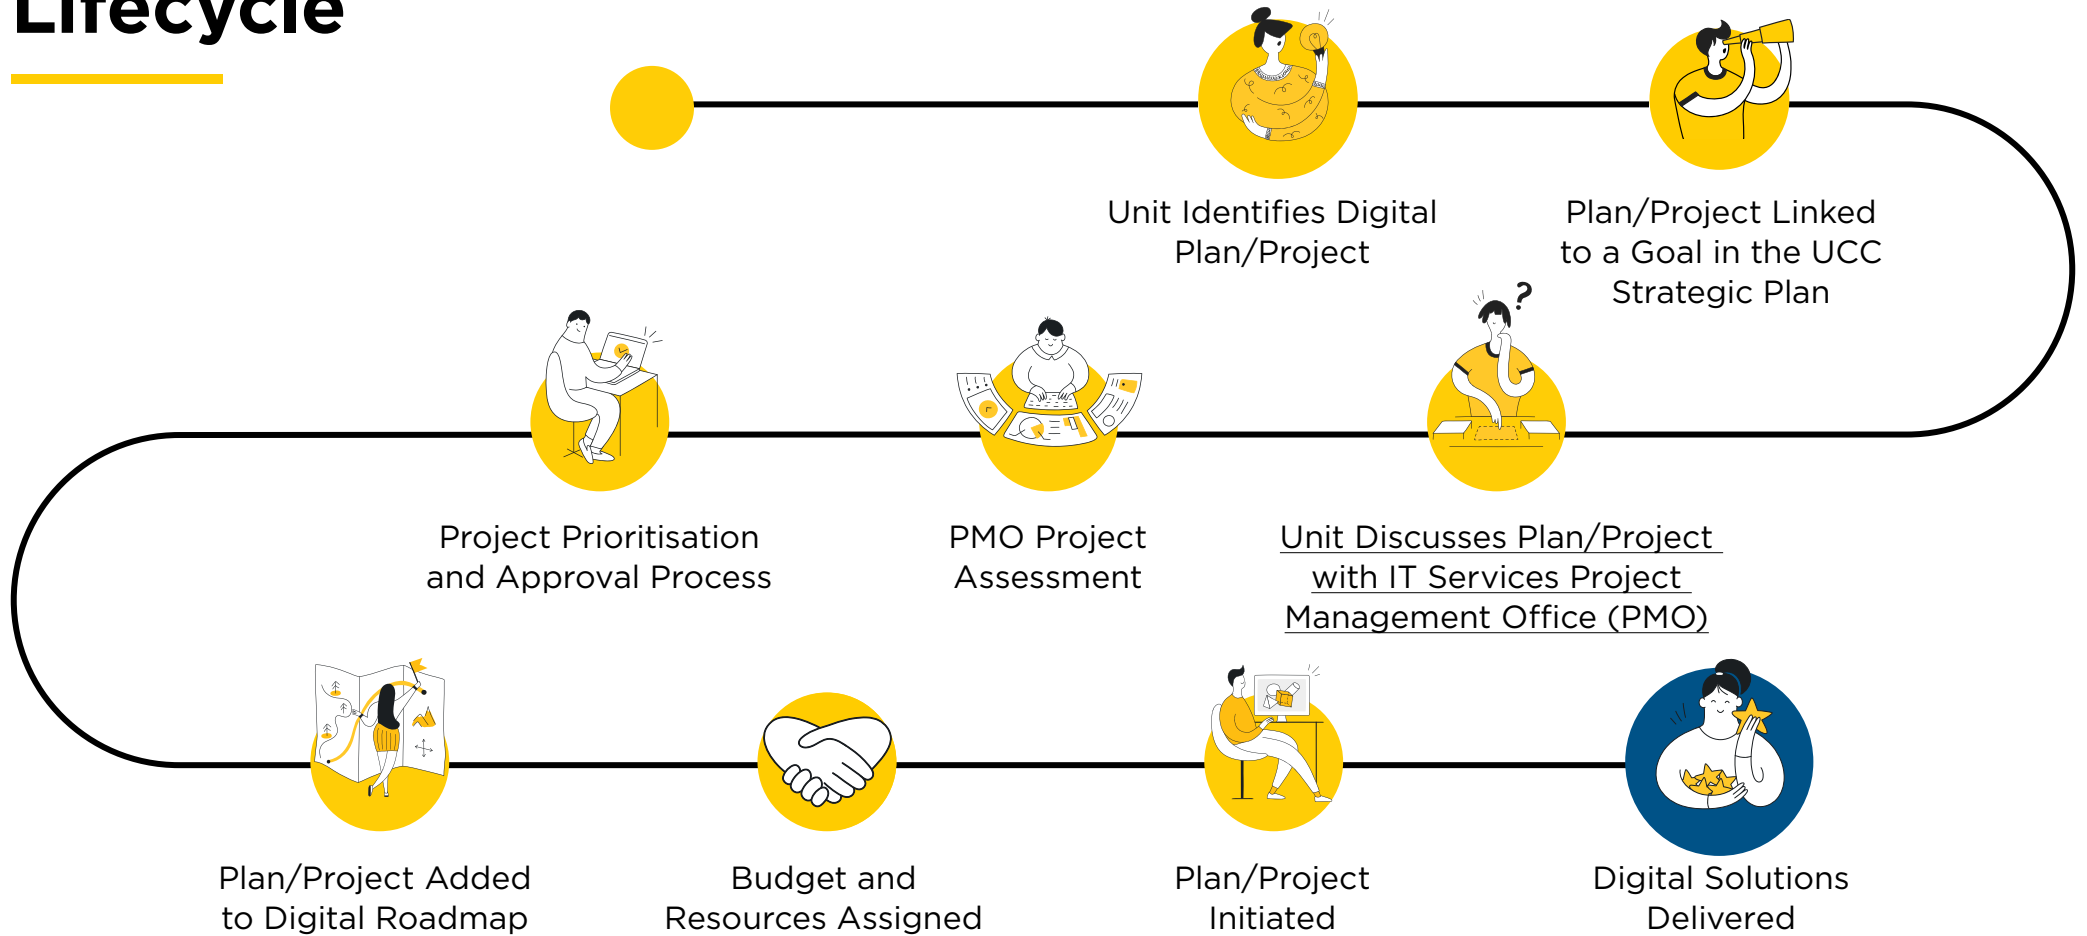 Lifecycle
Unit Identifies Digital
Plan/Project
Plan/Project Linked
to a Goal in the UCC
Strategic Plan
?
Unit Discusses Plan/Project
with IT Services Project
Management Office (PMO)
PMO Project
Assessment
Project Prioritisation
and Approval Process
Plan/Project Added
to Digital Roadmap
Budget and
Resources Assigned
Plan/Project
Initiated
Digital Solutions
Delivered